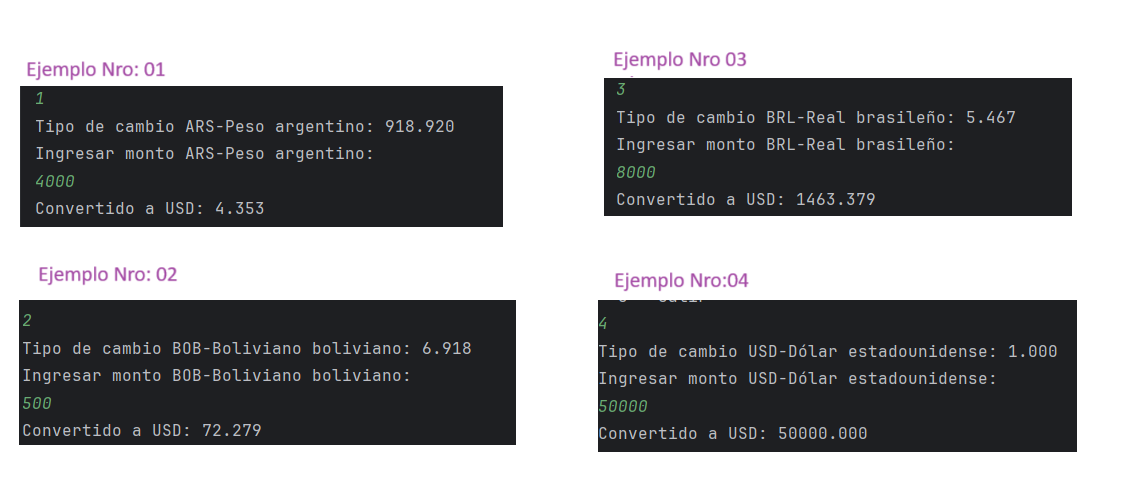 Ejemplo Nro: 01
1
Tipo de cambio ARS-Peso argentino: 918.920
Ingresar monto ARS-Peso argentino:
4000
Convertido a USD: 4.353
Ejemplo Nro: 02
2
Tipo de cambio BOB-Boliviano boliviano: 6.918
Ingresar monto BOB-Boliviano boliviano:
500
Convertido a USD: 72.279
Ejemplo Nro 03
3
Tipo de cambio BRL-Real brasileño: 5.467
Ingresar monto BRL-Real brasileño:
8000
Convertido a USD: 1463.379
Ejemplo Nro:04
4
Tipo de cambio USD-Dólar estadounidense: 1.000
Ingresar monto USD-Dólar estadounidense:
50000
Convertido a USD: 50000.000